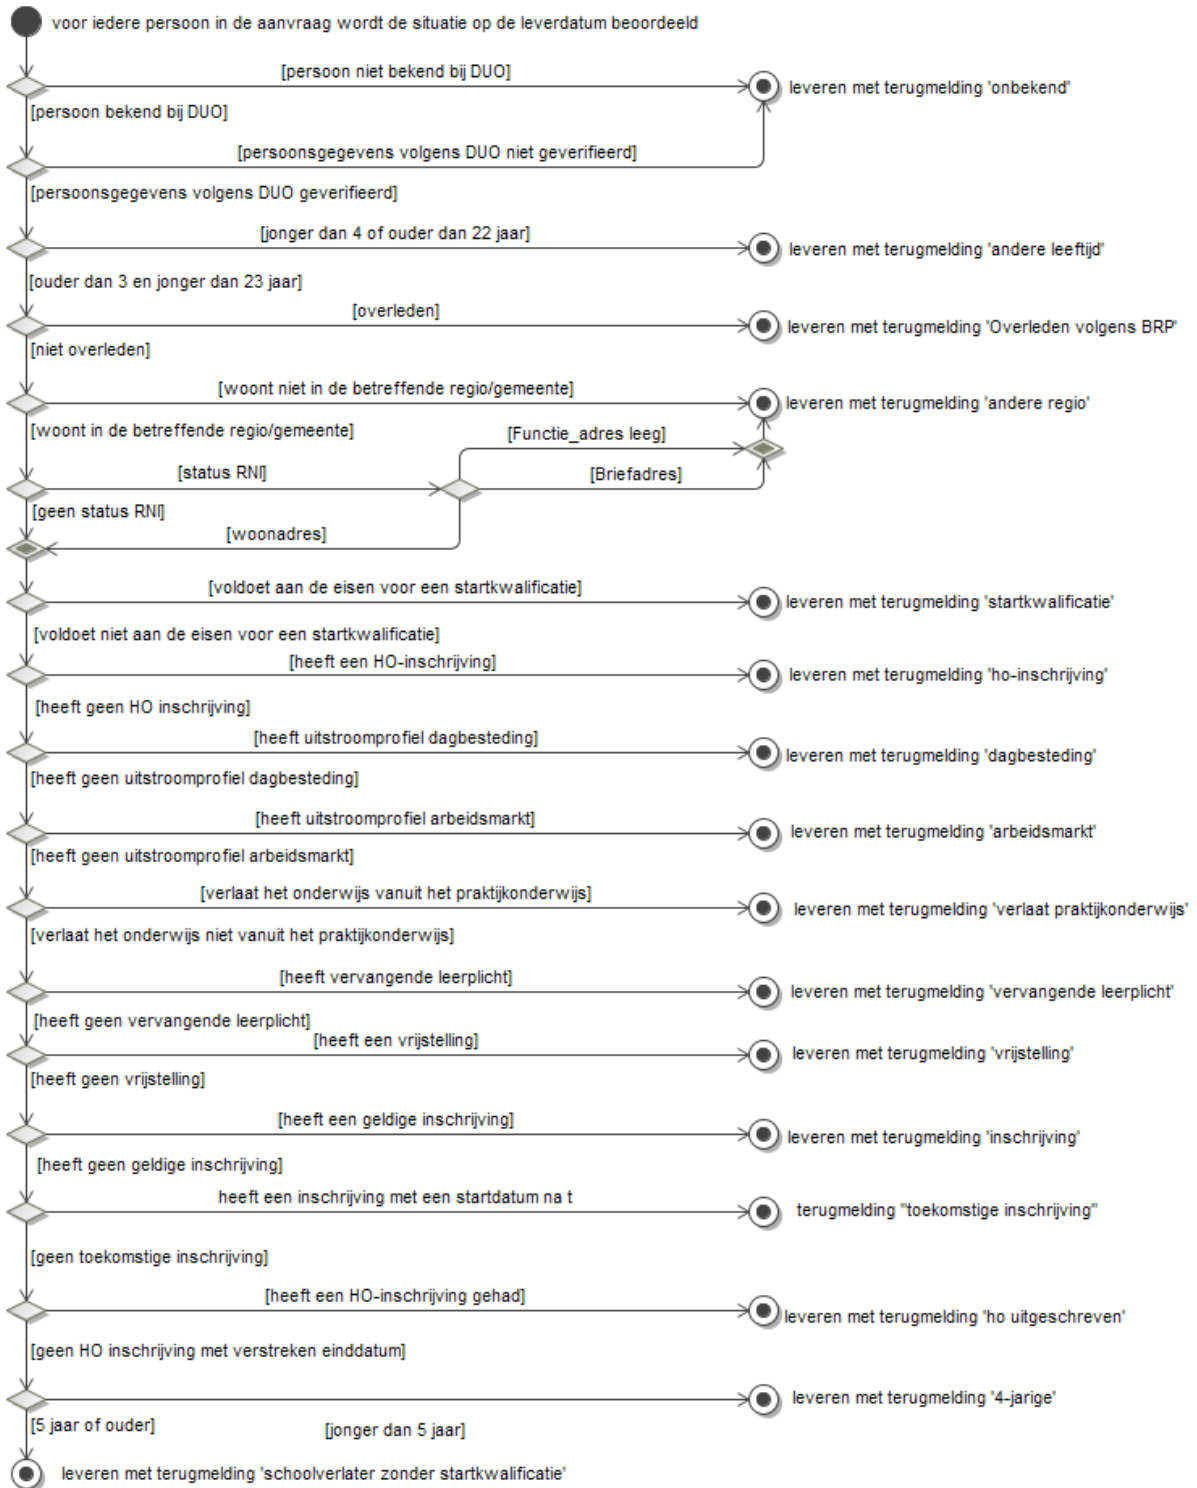 voor iedere persoon in de aanvraag wordt de situatie op de leverdatum beoordeeld
[persoon niet bekend bij DUO]
leveren met terugmelding 'onbekend'
[persoon bekend bij DUO]
[persoonsgegevens volgens DUO niet geverifieerd]
[persoonsgegevens volgens DUO geverifieerd]
[jonger dan 4 of ouder dan 22 jaar]
leveren met terugmelding 'andere leeftijd'
[ouder dan 3 en jonger dan 23 jaar]
[overleden]
leveren met terugmelding 'Overleden volgens BRP'
[niet overleden]
[woont niet in de betreffende regio/gemeente]
leveren met terugmelding 'andere regio'
[woont in de betreffende regio/gemeente]
[Functie_adres leeg]
[status RNI]
[Briefadres]
[geen status RNI]
[woonadres]
[voldoet aan de eisen voor een startkwalificatie]
leveren met terugmelding 'startkwalificatie'
[voldoet niet aan de eisen voor een startkwalificatie]
[heeft een HO-inschrijving]
leveren met terugmelding 'ho-inschrijving'
[heeft geen HO inschrijving]
[heeft uitstroomprofiel dagbesteding]
leveren met terugmelding 'dagbesteding'
[heeft geen uitstroomprofiel dagbesteding]
[heeft uitstroomprofiel arbeidsmarkt]
leveren met terugmelding 'arbeidsmarkt'
[heeft geen uitstroomprofiel arbeidsmarkt]
[verlaat het onderwijs vanuit het praktijkonderwijs]
leveren met terugmelding 'verlaat praktijkonderwijs'
[verlaat het onderwijs niet vanuit het praktijkonderwijs]
[heeft vervangende leerplicht]
leveren met terugmelding 'vervangende leerplicht'
[heeft geen vervangende leerplicht]
[heeft een vrijstelling]
leveren met terugmelding 'vrijstelling'
[heeft geen vrijstelling]
[heeft een geldige inschrijving]
leveren met terugmelding 'inschrijving'
[heeft geen geldige inschrijving]
heeft een inschrijving met een startdatum na t
terugmelding "toekomstige inschrijving"
[geen toekomstige inschrijving]
[heeft een HO-inschrijving gehad]
leveren met terugmelding 'ho uitgeschreven'
[geen HO inschrijving met verstreken einddatum]
leveren met terugmelding '4-jarige'
[5 jaar of ouder]
[jonger dan 5 jaar]
leveren met terugmelding 'schoolverlater zonder startkwalificatie'